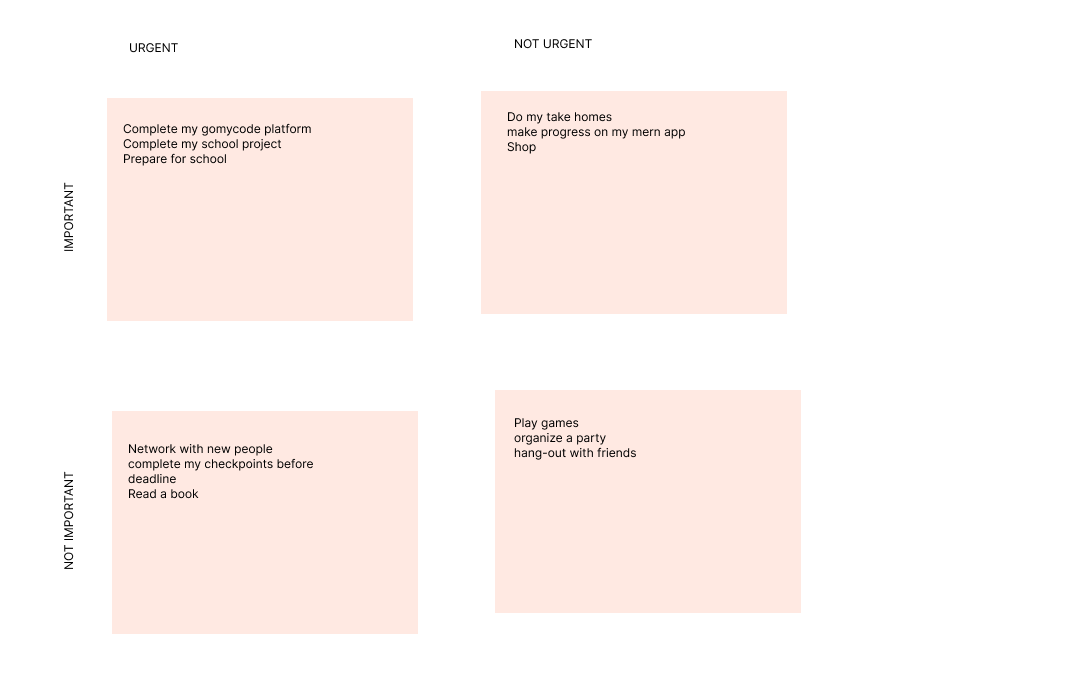 URGENT
NOT URGENT
IMPORTANT
Complete my gomycode platform
Complete my school project
Prepare for school
Do my take homes
make progress on my mern app
Shop
NOT IMPORTANT
Network with new people
complete my checkpoints before
deadline
Read a book
Play games
organize a party
hang-out with friends